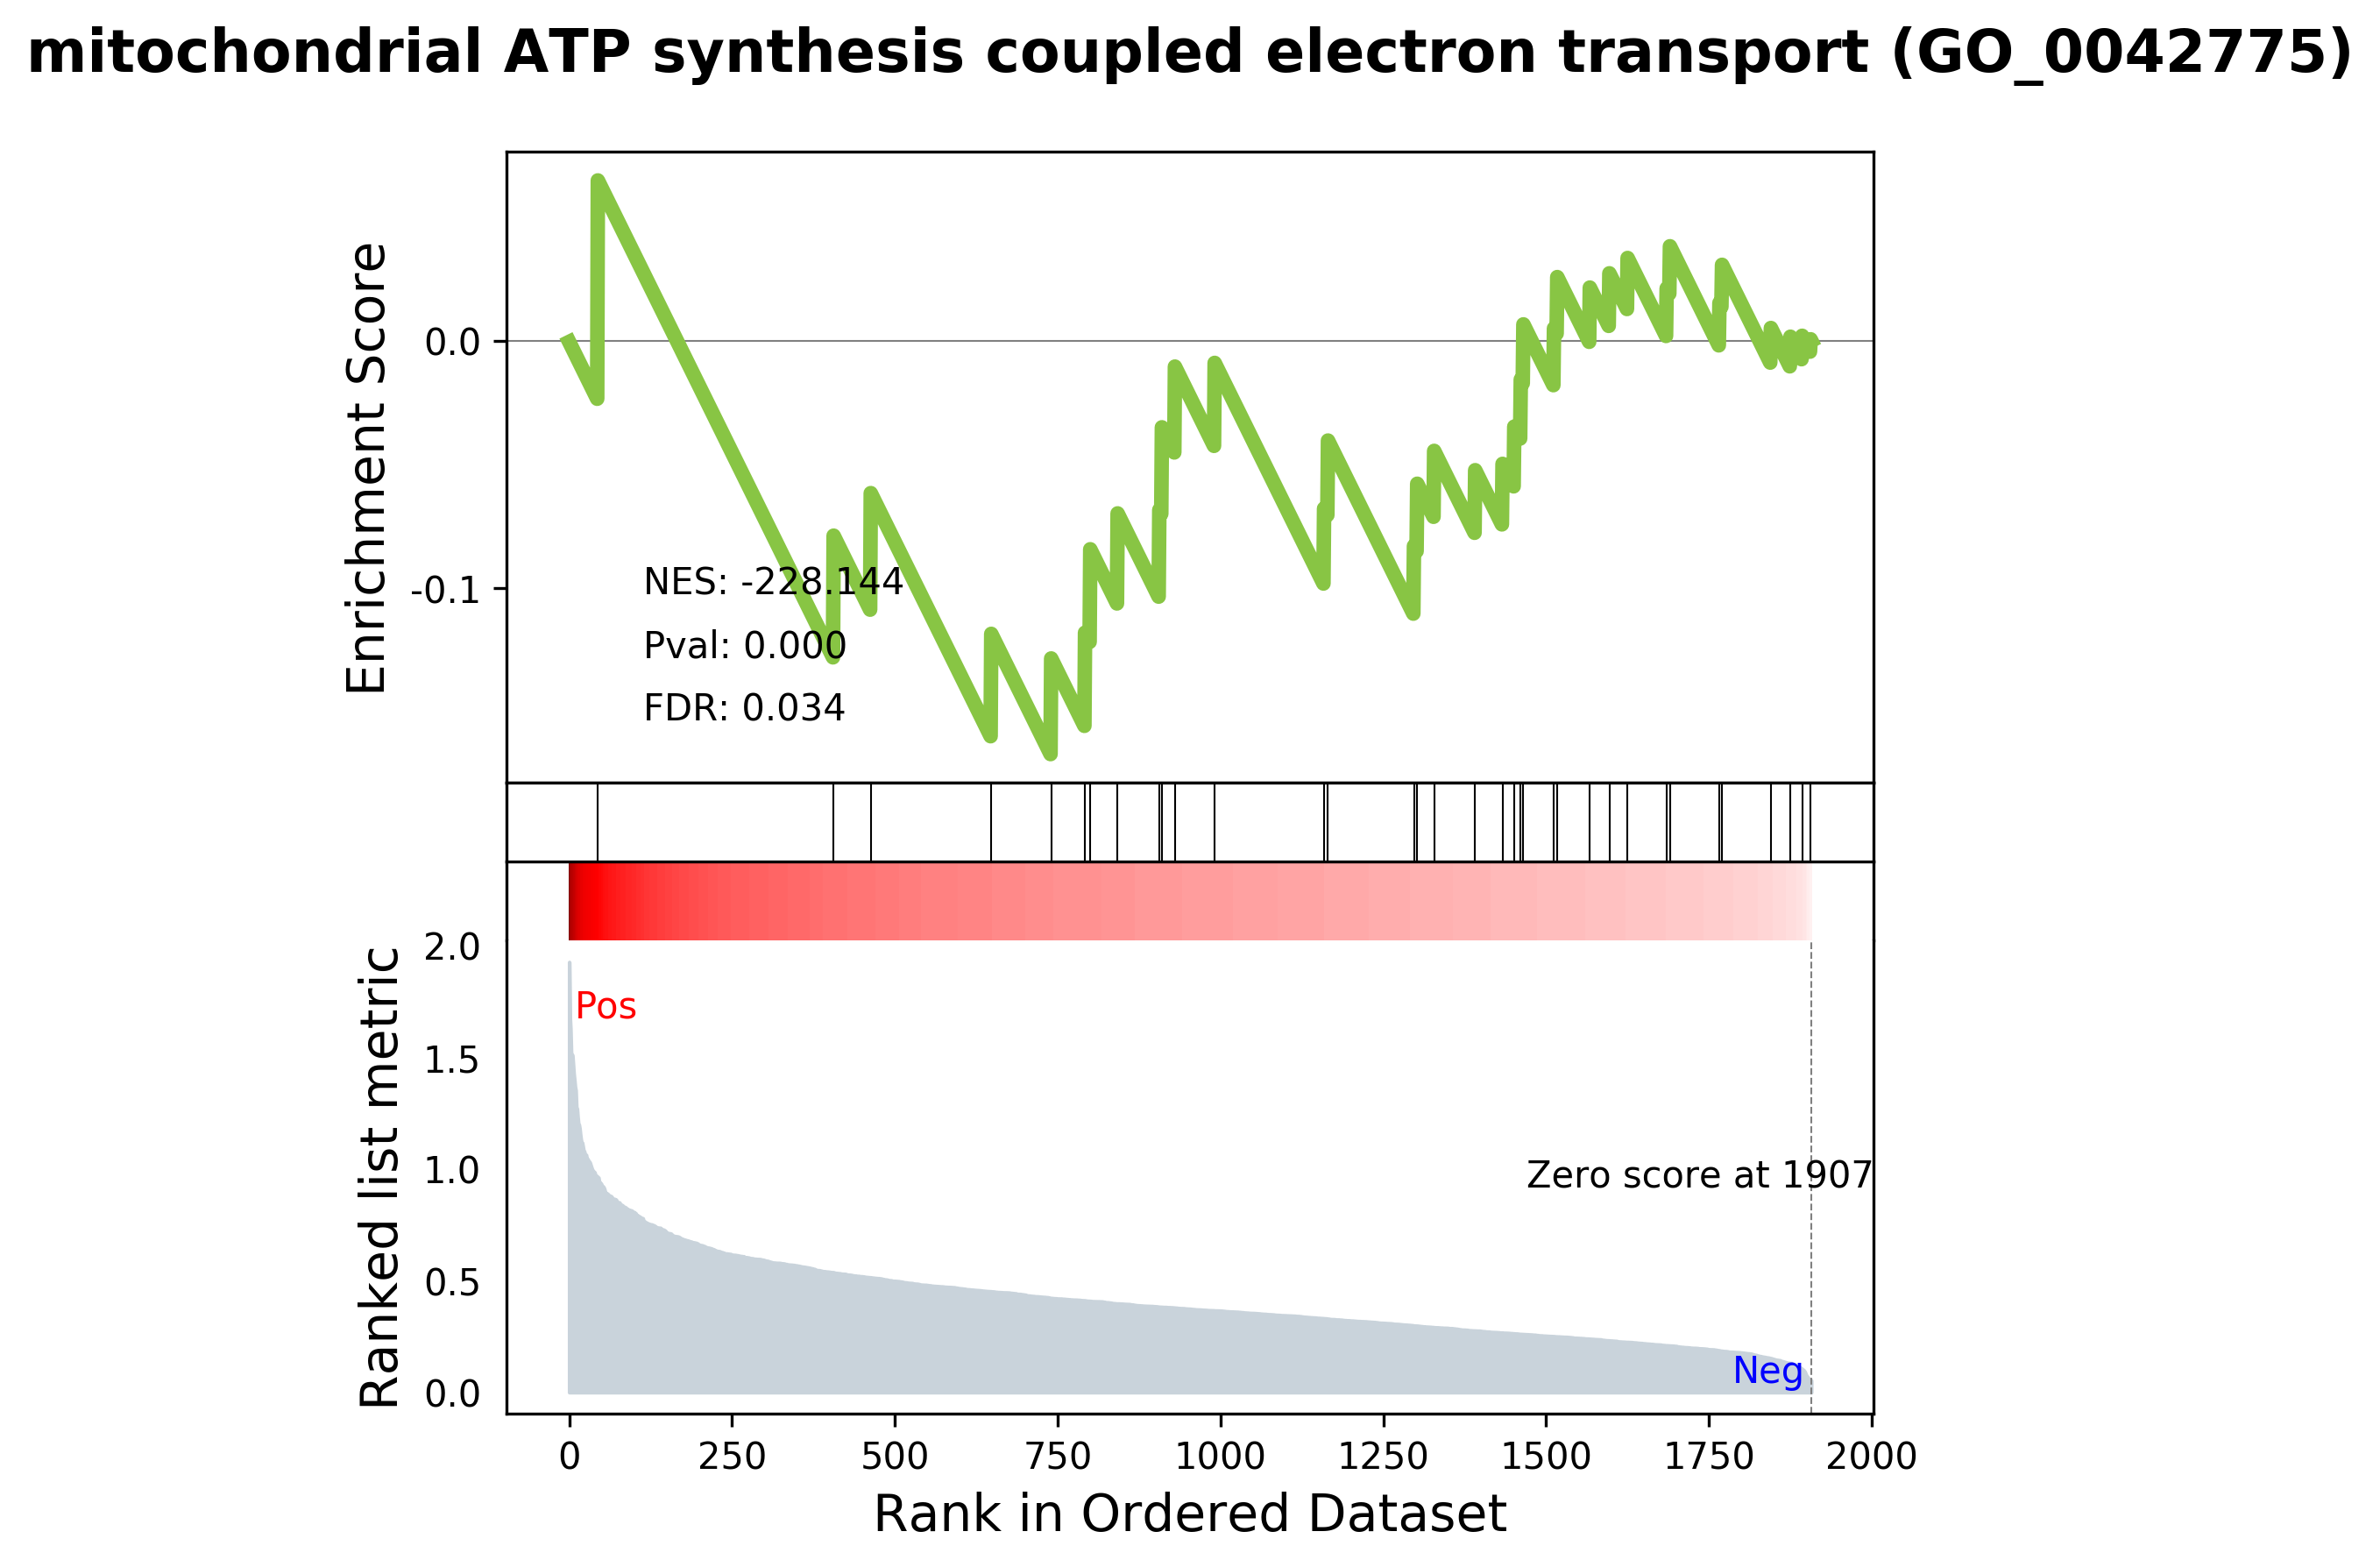 mitochondrial ATP synthesis coupled electron transport (GO_0042775)
Enrichment Score
0.0
-0.1
NES: -228.144
Pval: 0.000
FDR: 0.034
Ranked list metric
2.0
1.5
1.0
0.5
0.0
Pos
Zero score at 1907
Neg
0 250 500 750 1000 1250 1500 1750 2000
Rank in Ordered Dataset